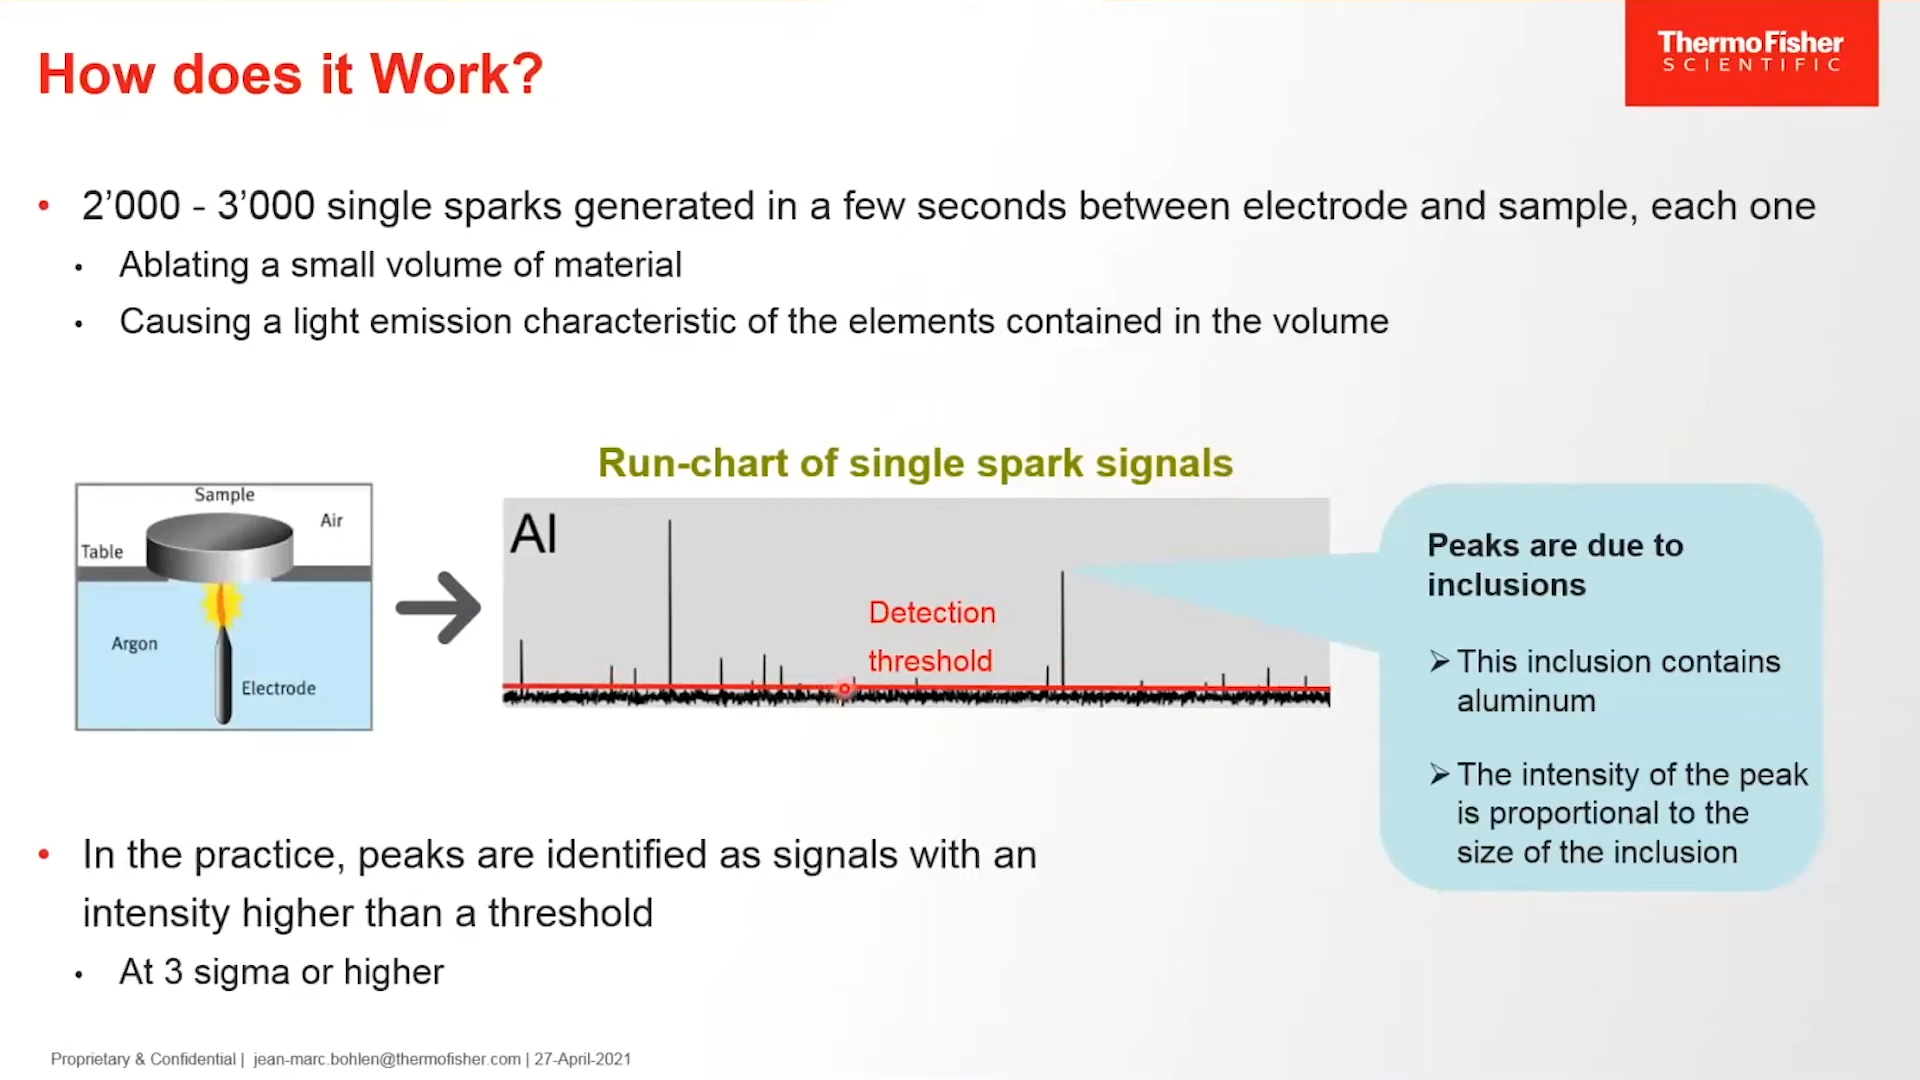 How does it Work?
ThermoFisher
SCIENTIFIC
• 2’000 - 3’000 single sparks generated in a few seconds between electrode and sample, each one
• Ablating a small volume of material
• Causing a light emission characteristic of the elements contained in the volume
Sample
Air
Table
Argon
Electrode
Run-chart of single spark signals
Al
Detection
threshold
Peaks are due to
inclusions
➢ This inclusion contains
aluminum
➢ The intensity of the peak
is proportional to the
size of the inclusion
• In the practice, peaks are identified as signals with an
intensity higher than a threshold
• At 3 sigma or higher
Proprietary & Confidential | jean-marc.bohlen@thermofisher.com | 27-April-2021